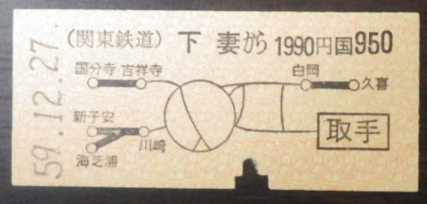 59.12.27.
(関東鉄道) 下妻から 1990円国950
国分寺 吉祥寺 白岡 久喜
新子安 川崎 取手
海芝浦